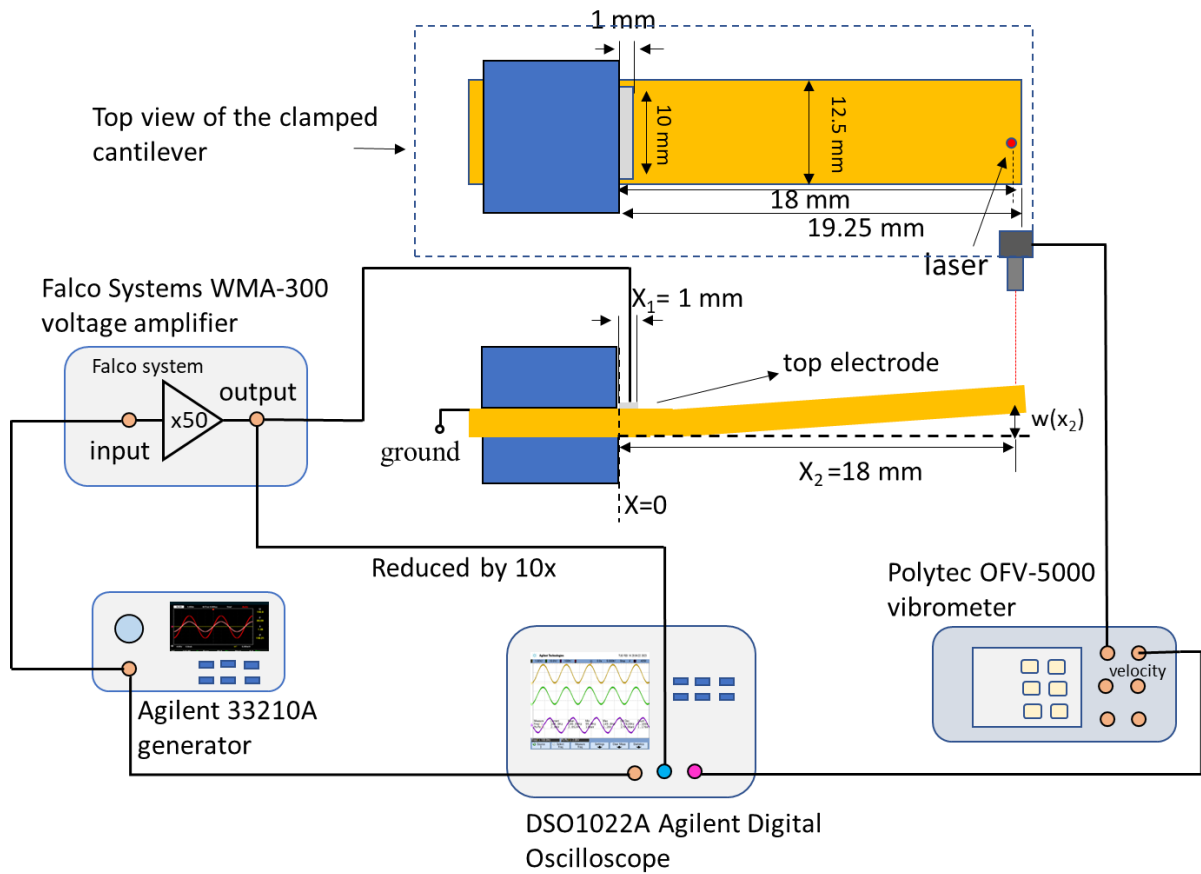 1 mm
Top view of the clamped
cantilever
10 mm
12.5 mm
18 mm
19.25 mm
laser
Falco Systems WMA-300
voltage amplifier
X1= 1 mm
Falco system
output
x50
input
top electrode
ground
w(x2)
X2 =18 mm
X=0
Reduced by 10x
Polytec OFV-5000
vibrometer
velocity
Agilent 33210A
generator
DSO1022A Agilent Digital
Oscilloscope